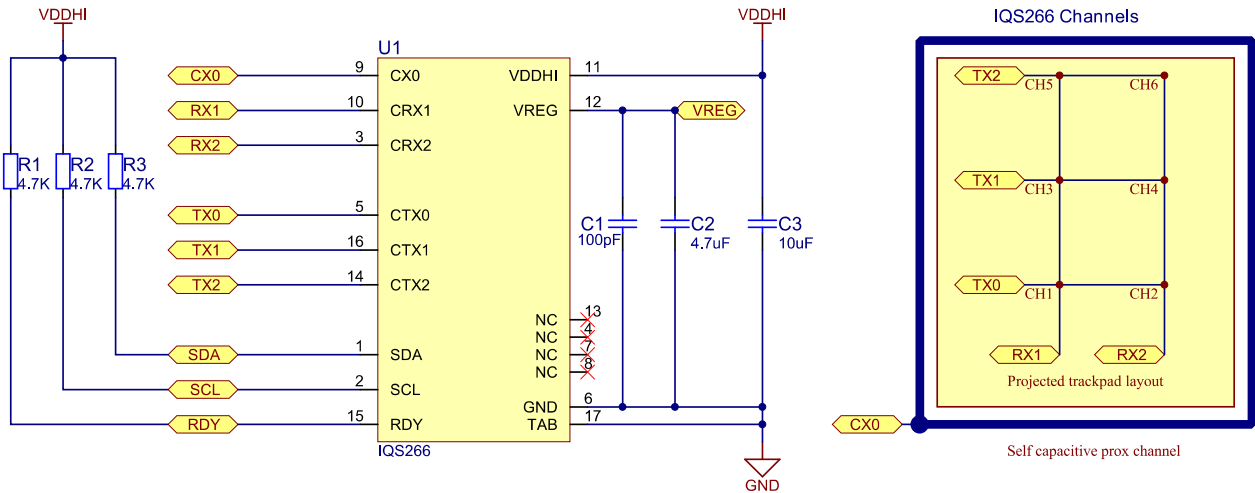 VDDHI
R1
4.7K
R2
4.7K
R3
4.7K
U1
CX0 9 CX0
RX1 10 CRX1
RX2 3 CRX2
TX0 5 CTX0
TX1 16 CTX1
TX2 14 CTX2
SDA 1 SDA
SCL 2 SCL
RDY 15 RDY
VDDHI 11
VREG 12 VREG
NC 13
NC 4
NC 7
NC 8
GND 6
TAB 17
IQS266
VDDHI
C1
100pF
C2
4.7uF
C3
10uF
GND
IQS266 Channels
TX2 CH5 CH6
TX1 CH3 CH4
TX0 CH1 CH2
RX1 RX2
Projected trackpad layout
CX0
Self capacitive prox channel